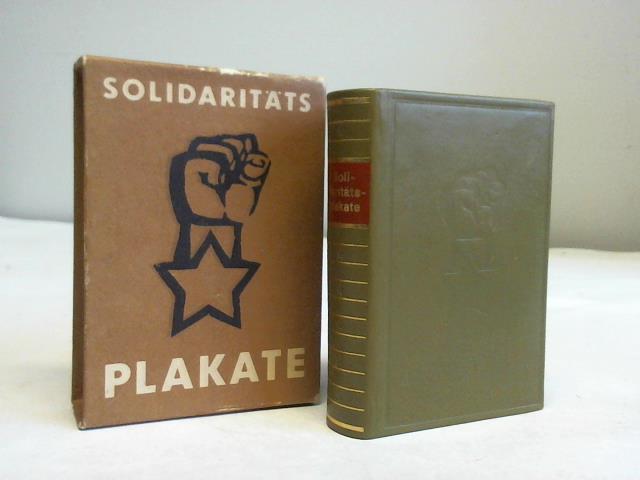 SOLIDARITÄTS
PLAKATE
Soli-
daritäts-
Plakate